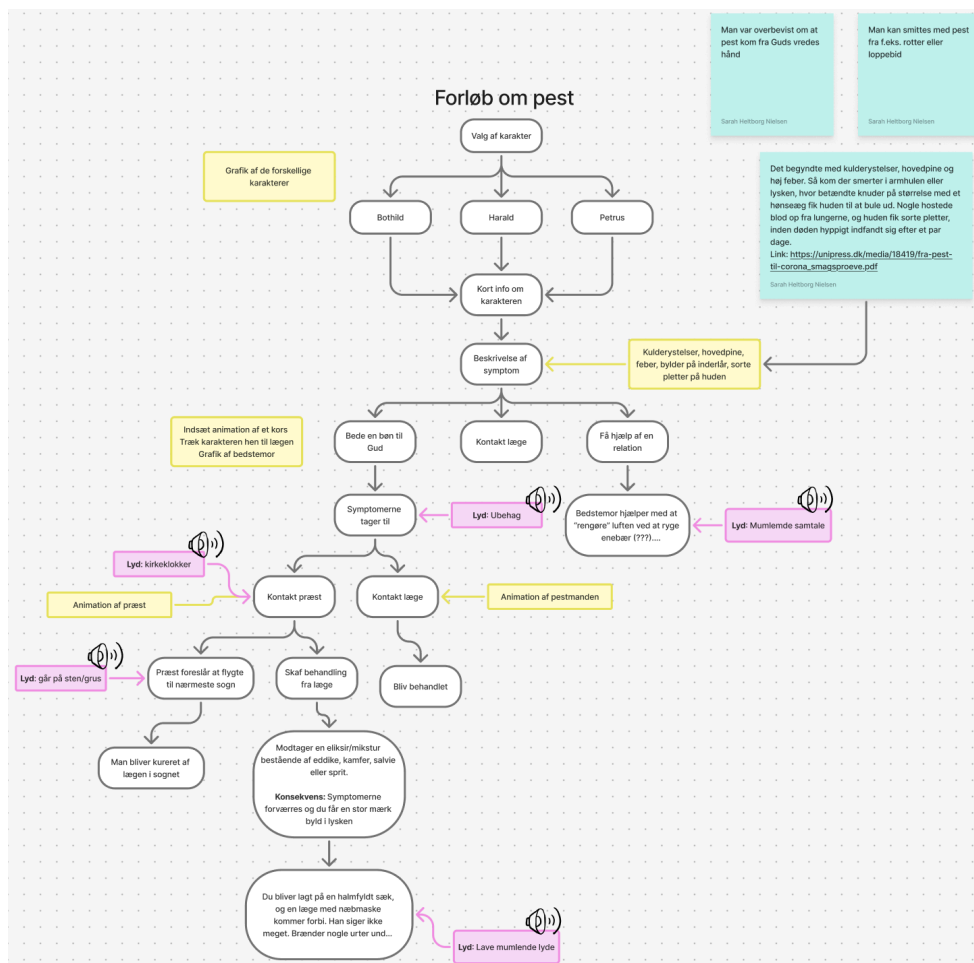 Man var overbevist om at
pest kom fra Guds vredes
hånd
Sarah Heltborg Nielsen
Man kan smittes med pest
fra f.eks. rotter eller
loppebid
Sarah Heltborg Nielsen
Forløb om pest
Valg af karakter
Grafik af de forskellige
karakterer
Det begyndte med kulderystelser, hovedpine og
høj feber. Så kom der smerter i armhulen eller
lysken, hvor betændte knuder på størrelse med et
hønseæg fik huden til at bule ud. Nogle hostede
blod op fra lungerne, og huden fik sorte pletter,
inden døden hyppigt indfandt sig efter et par
dage.
Link: https://unipress.dk/media/18419/fra-pest-
til-corona_smagsproeve.pdf
Sarah Heltborg Nielsen
Bothild
Harald
Petrus
Kort info om
karakteren
Beskrivelse af
symptom
Kulderystelser, hovedpine,
feber, bylder på inderlår, sorte
pletter på huden
Indsæt animation af et kors
Træk karakteren hen til lægen
Grafik af bedstemor
Bede en bøn til
Gud
Kontakt læge
Få hjælp af en
relation
Symptomerne
tager til
Lyd: Ubehag
Bedstemor hjælper med at
"rengøre" luften ved at ryge
enebær (???)....
Lyd: Mumlemde samtale
Lyd: kirkeklokker
Animation af præst
Kontakt præst
Kontakt læge
Animation af pestmanden
Lyd: går på sten/grus
Præst foreslår at flygte
til nærmeste sogn
Skaf behandling
fra læge
Bliv behandlet
Man bliver kureret af
lægen i sognet
Modtager en eliksir/mikstur
bestående af eddike, kamfer, salvie
eller sprit.
Konsekvens: Symptomerne
forværres og du får en stor mærk
byld i lysken
Du bliver lagt på en halmfyldt sæk,
og en læge med næbmaske
kommer forbi. Han siger ikke
meget. Brænder nogle urter und...
Lyd: Lave mumlende lyde